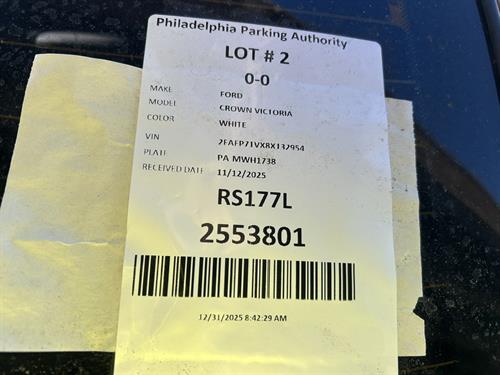 Philadelphia Parking Authority
LOT # 2
0-0
MAKE FORD
MODEL CROWN VICTORIA
COLOR WHITE
VIN 2FAFP71VX8X132954
PLATE PA MWH1738
RECEIVED DATE 11/12/2025
RS177L
2553801
12/31/2025 8:42:29 AM